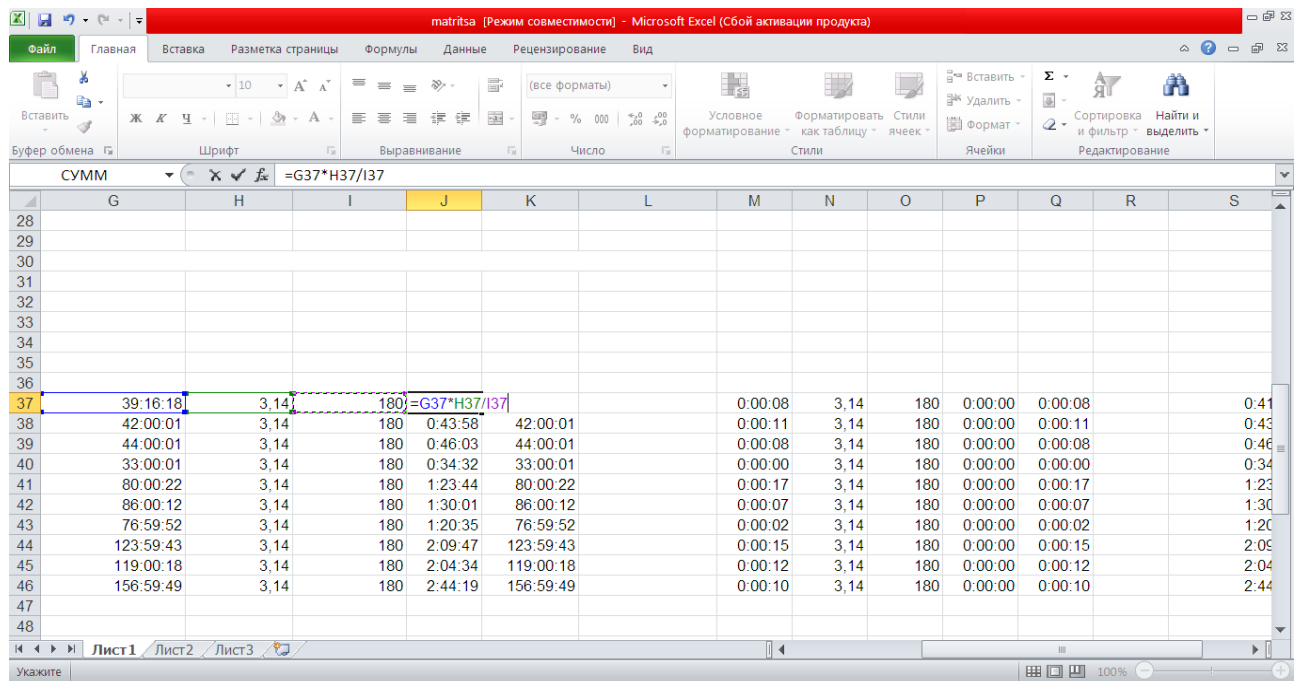 matritsa [Режим совместимости] - Microsoft Excel (Сбой активации продукта)
Файл Главная Вставка Разметка страницы Формулы Данные Рецензирование Вид
Вставить
10
Ж К Ч
A A
A
(все форматы)
% 000
Условное форматирование
Форматировать как таблицу
Стили ячеек
Вставить
Удалить
Формат
Σ
Сортировка и фильтр
Найти и выделить
Буфер обмена Шрифт Выравнивание Число Стили Ячейки Редактирование
СУММ fx =G37*H37/I37
G H I J K L M N O P Q R S
28
29
30
31
32
33
34
35
36
37 39:16:18 3,14 180 =G37*H37/I37 0:00:08 3,14 180 0:00:00 0:00:08 0:41
38 42:00:01 3,14 180 0:43:58 42:00:01 0:00:11 3,14 180 0:00:00 0:00:11 0:43
39 44:00:01 3,14 180 0:46:03 44:00:01 0:00:08 3,14 180 0:00:00 0:00:08 0:46
40 33:00:01 3,14 180 0:34:32 33:00:01 0:00:00 3,14 180 0:00:00 0:00:00 0:34
41 80:00:22 3,14 180 1:23:44 80:00:22 0:00:17 3,14 180 0:00:00 0:00:17 1:23
42 86:00:12 3,14 180 1:30:01 86:00:12 0:00:07 3,14 180 0:00:00 0:00:07 1:30
43 76:59:52 3,14 180 1:20:35 76:59:52 0:00:02 3,14 180 0:00:00 0:00:02 1:20
44 123:59:43 3,14 180 2:09:47 123:59:43 0:00:15 3,14 180 0:00:00 0:00:15 2:09
45 119:00:18 3,14 180 2:04:34 119:00:18 0:00:12 3,14 180 0:00:00 0:00:12 2:04
46 156:59:49 3,14 180 2:44:19 156:59:49 0:00:10 3,14 180 0:00:00 0:00:10 2:44
47
48
Лист1 Лист2 Лист3
Укажите 100%